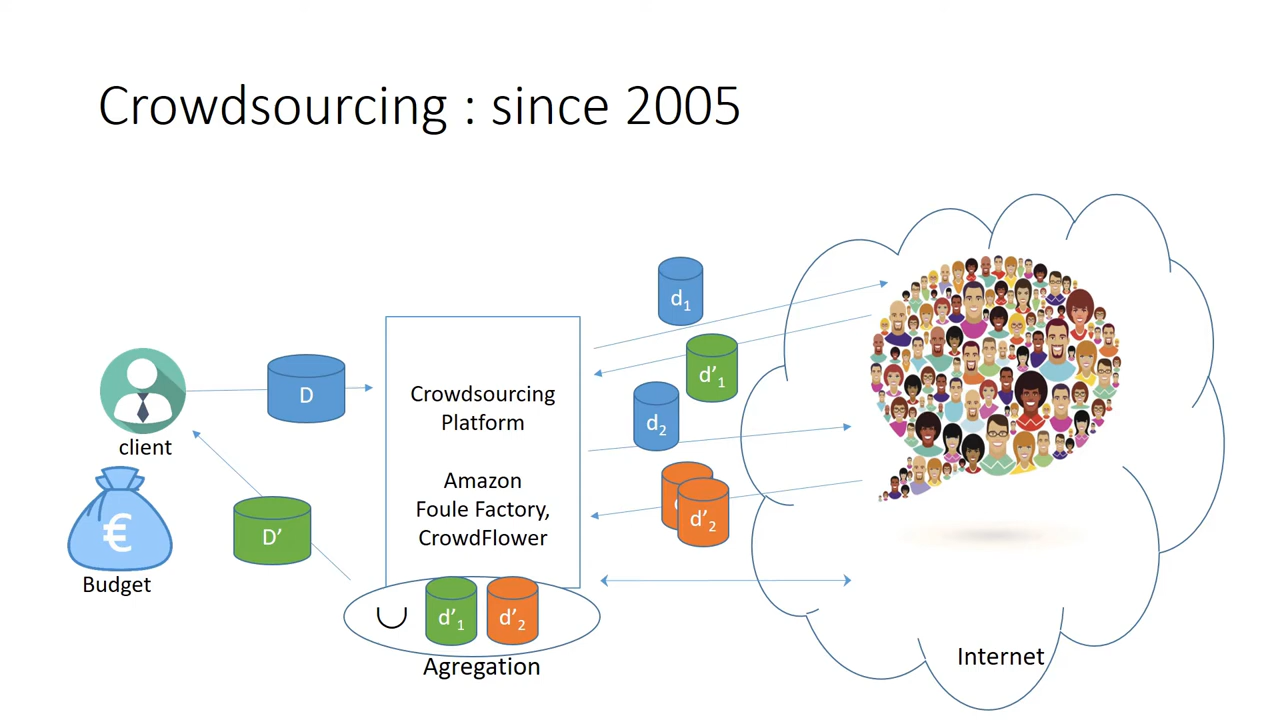 Crowdsourcing : since 2005
client
€
Budget
D
D'
Crowdsourcing
Platform
Amazon
Foule Factory,
CrowdFlower
∪
d'1
d'2
Agregation
d1
d'1
d2
d'2
Internet